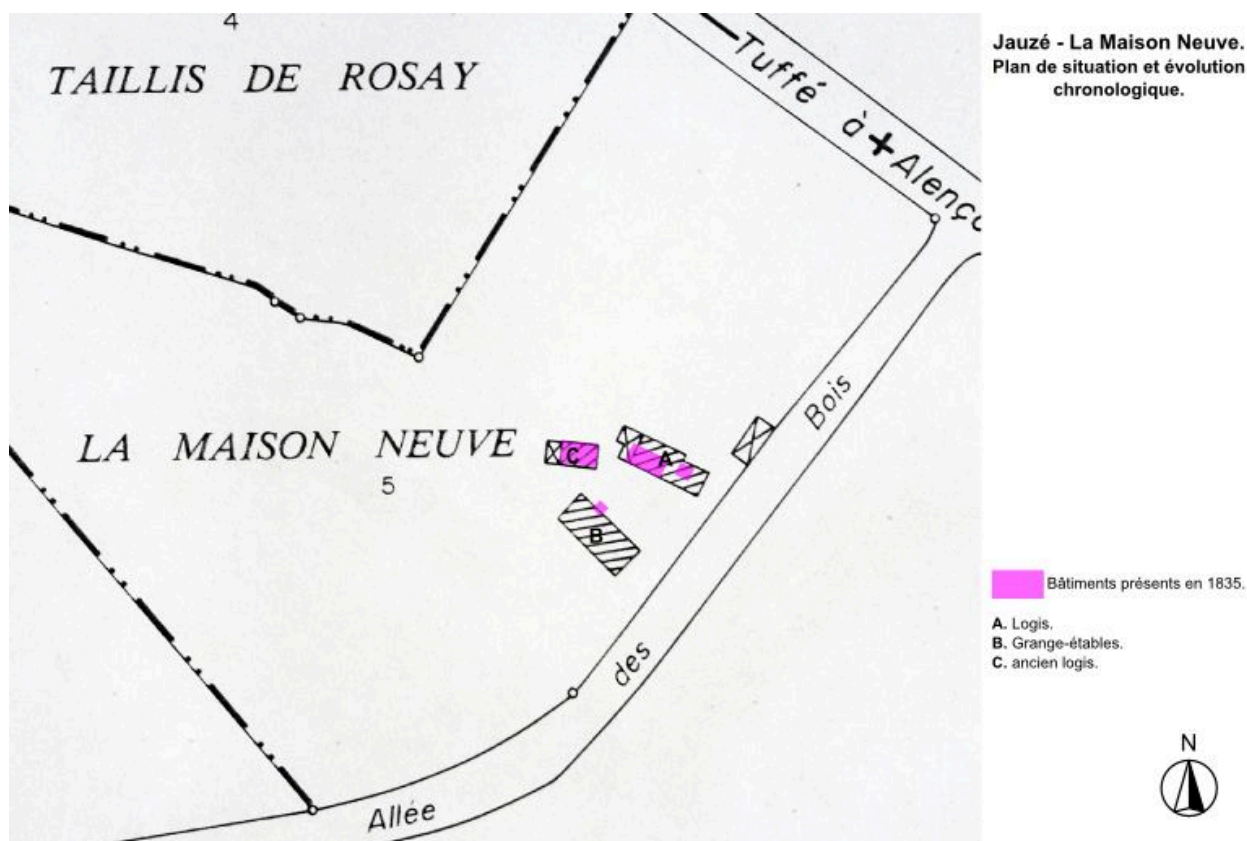 4
TAILLIS DE ROSAY
Tuffé à Alenço
Jauzé - La Maison Neuve.
Plan de situation et évolution
chronologique.
Bois
LA MAISON NEUVE
5
C
A
B
des
Allée
Bâtiments présents en 1835.
A. Logis.
B. Grange-étables.
C. ancien logis.
N